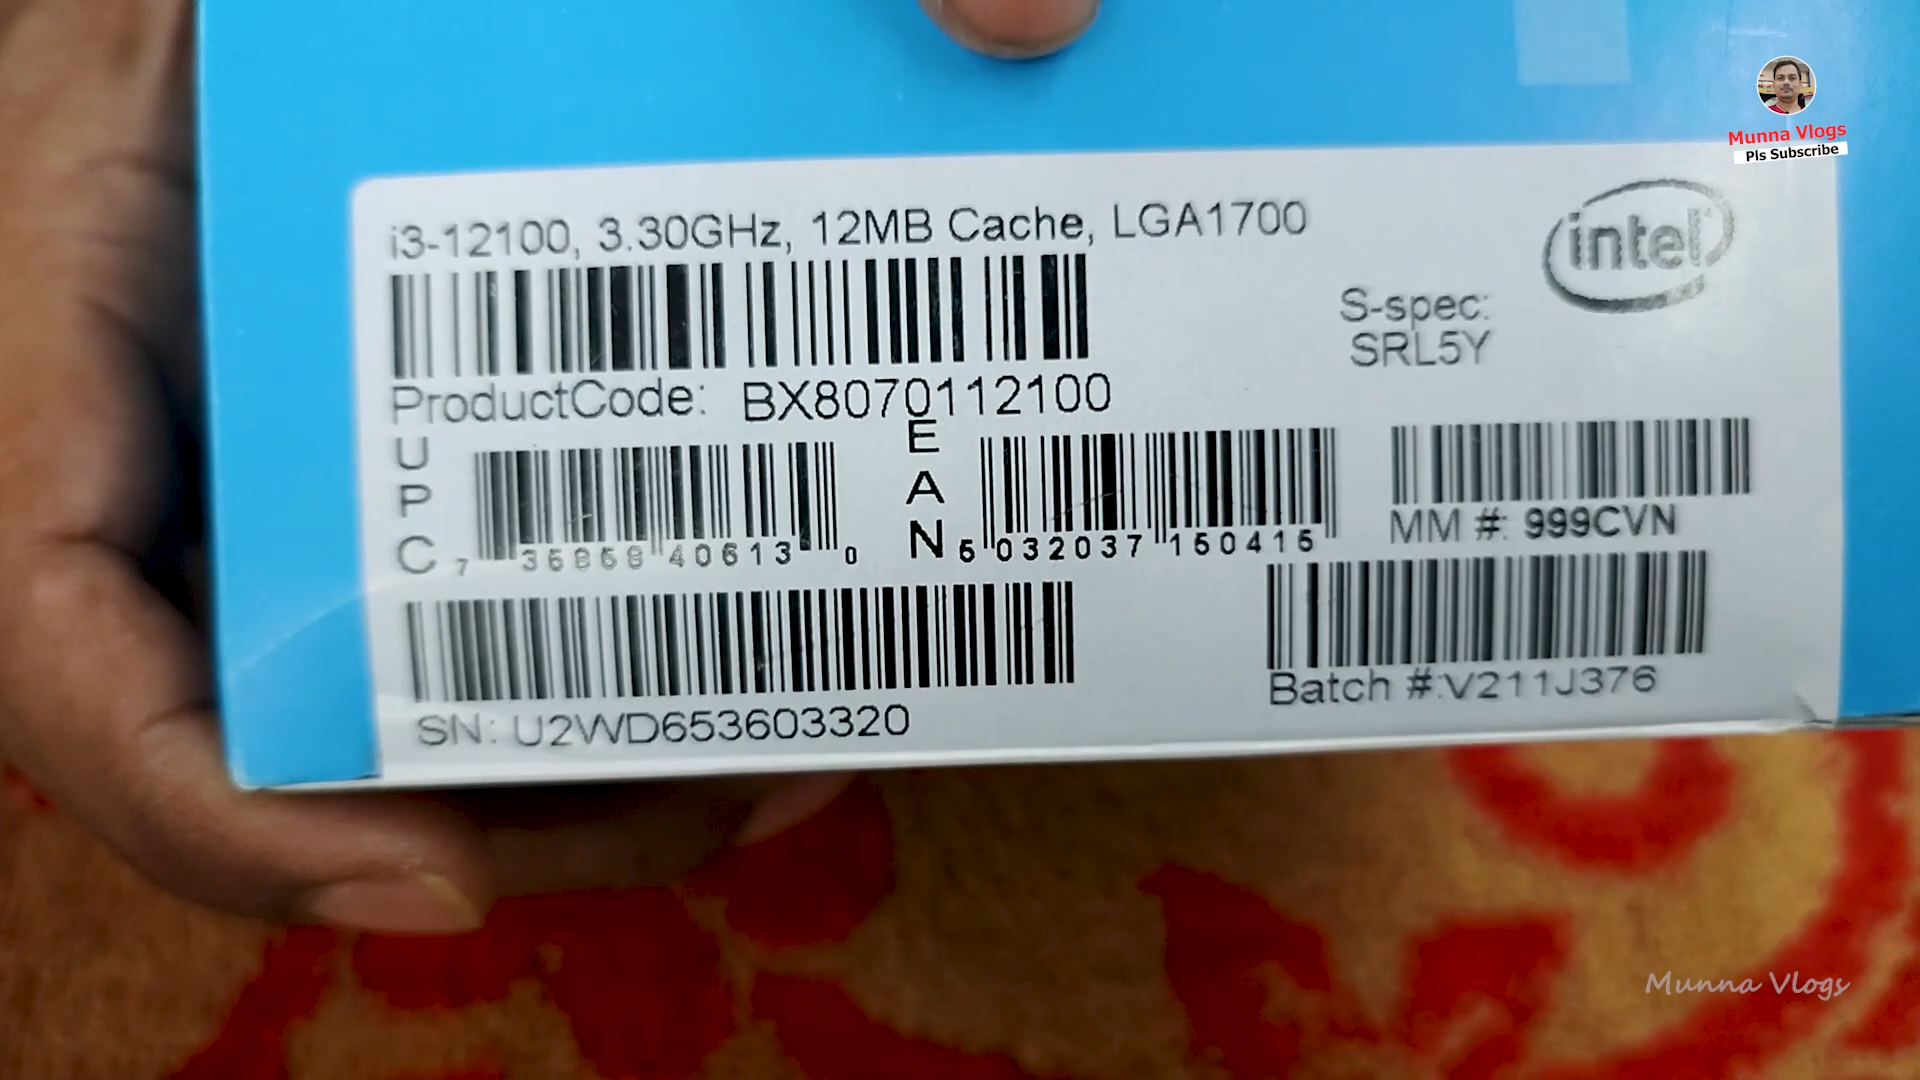 Munna Vlogs
Pls Subscribe
i3-12100, 3.30GHz, 12MB Cache, LGA1700
intel
S-spec:
SRL5Y
ProductCode: BX8070112100
UPC 7 35858 40613 0
EAN 5 032037 150415
MM #: 999CVN
SN: U2WD653603320
Batch #:V211J376
Munna Vlogs